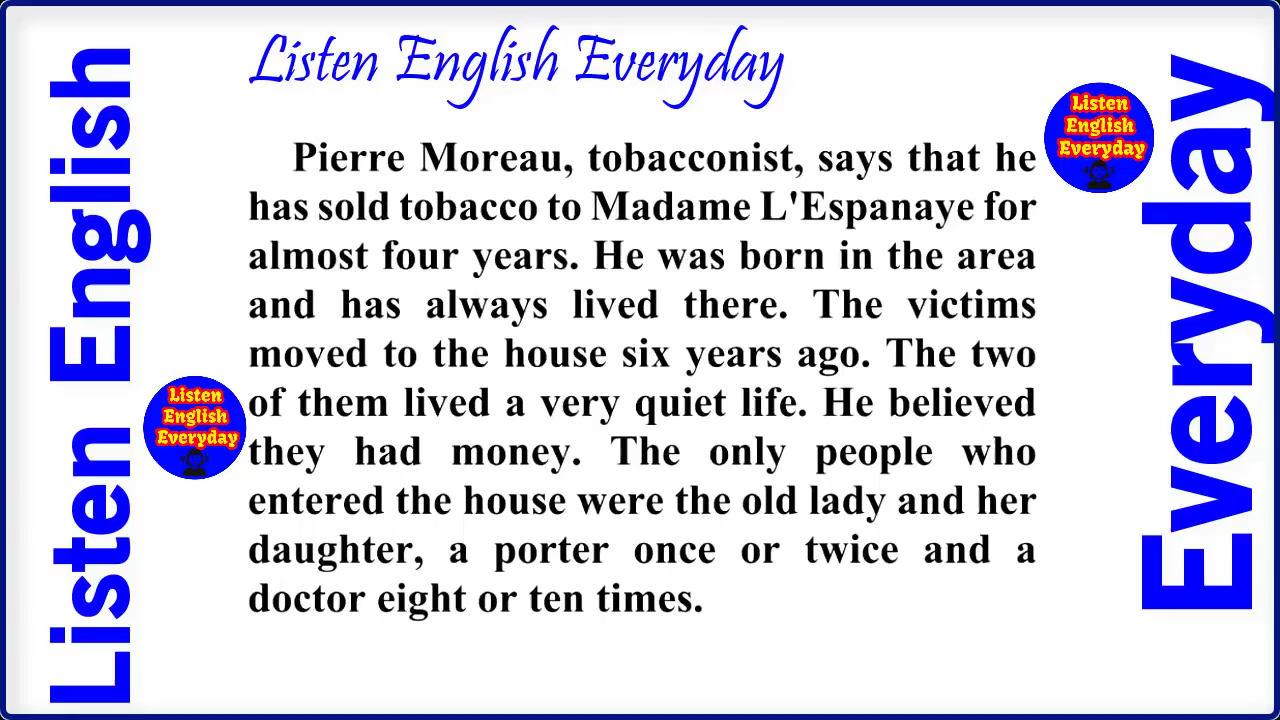 Listen English Everyday
Listen English
Everyday
Listen
English
Everyday
Pierre Moreau, tobacconist, says that he
has sold tobacco to Madame L'Espanaye for
almost four years. He was born in the area
and has always lived there. The victims
moved to the house six years ago. The two
of them lived a very quiet life. He believed
they had money. The only people who
entered the house were the old lady and her
daughter, a porter once or twice and a
doctor eight or ten times.
Listen
English
Everyday